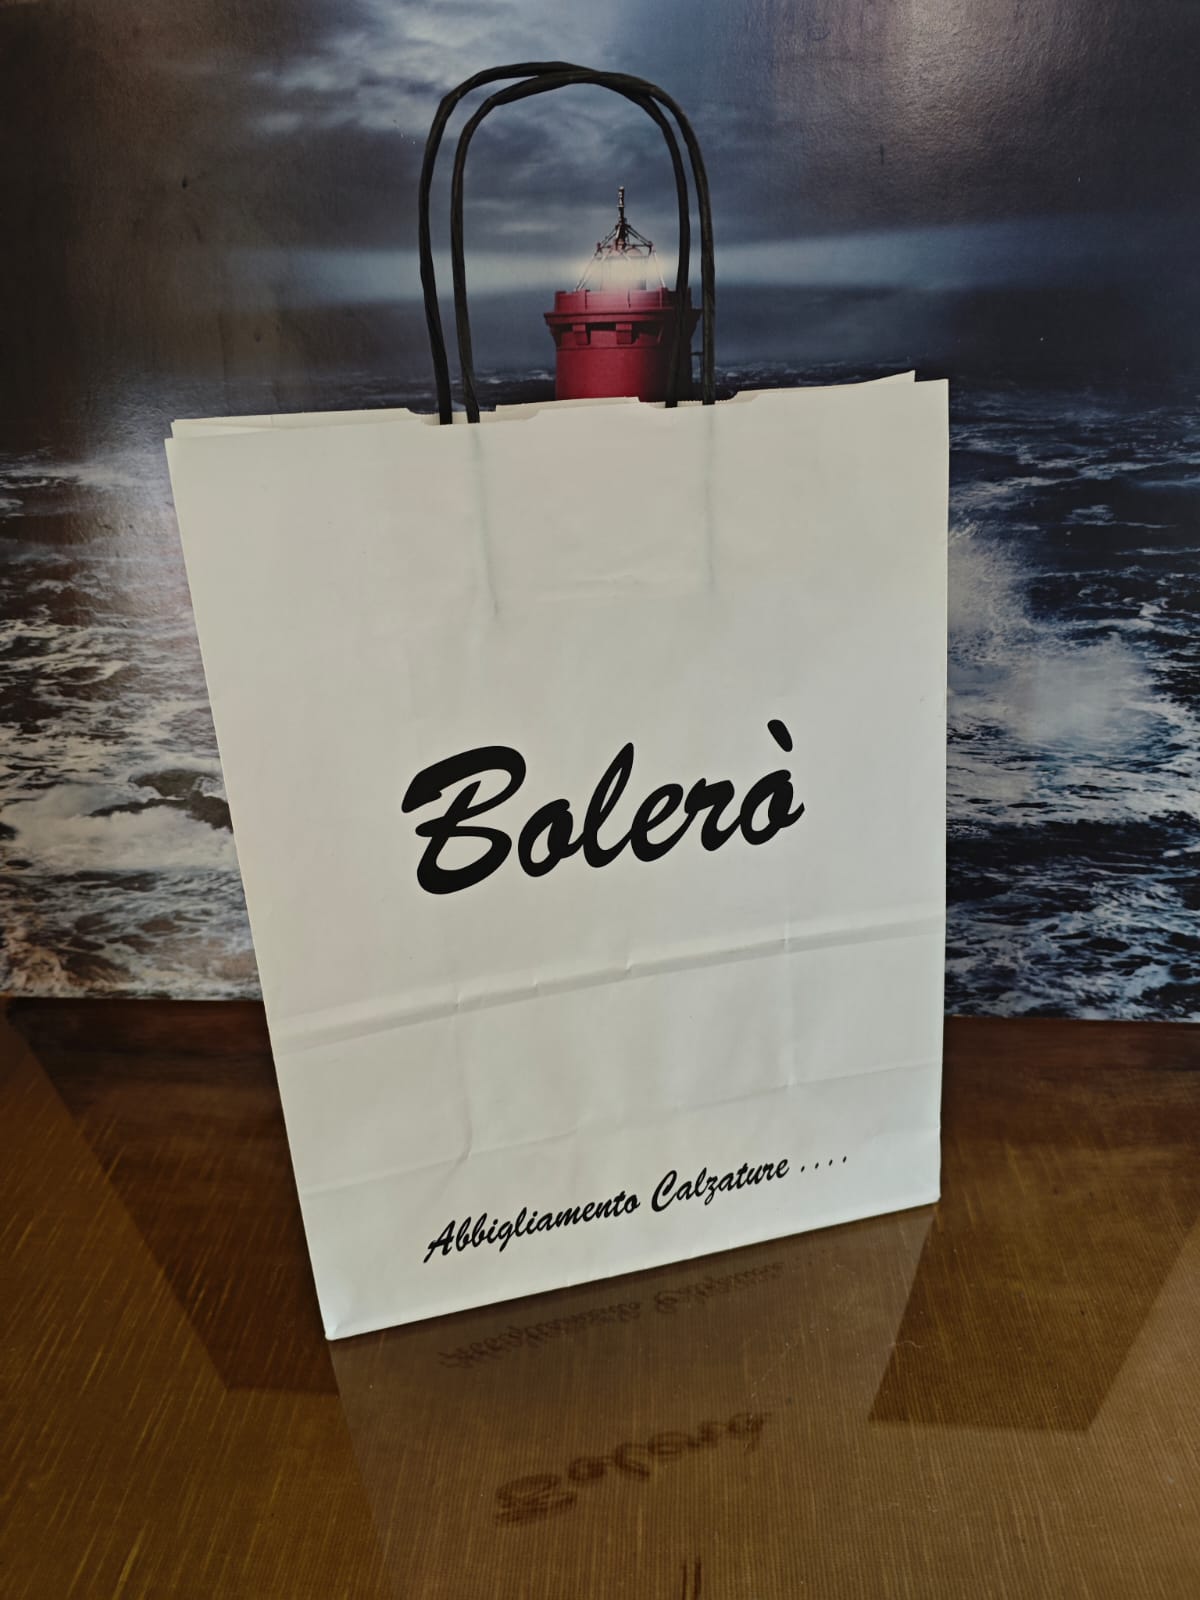 Bolerò
Abbigliamento Calzature ....